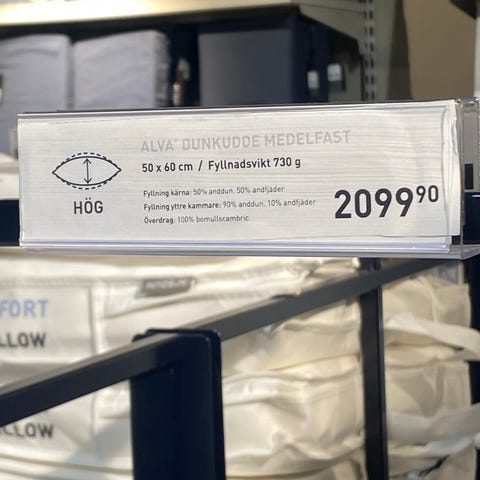 ALVA® DUNKUDDE MEDELFAST
50 x 60 cm / Fyllnadsvikt 730 g
Fyllning kärna: 50% anddun, 50% andfjäder
Fyllning yttre kammare: 90% anddun, 10% andfjäder
Överdrag: 100% bomullscambric.
HÖG
2099 90
FORT
LLOW
LLOW